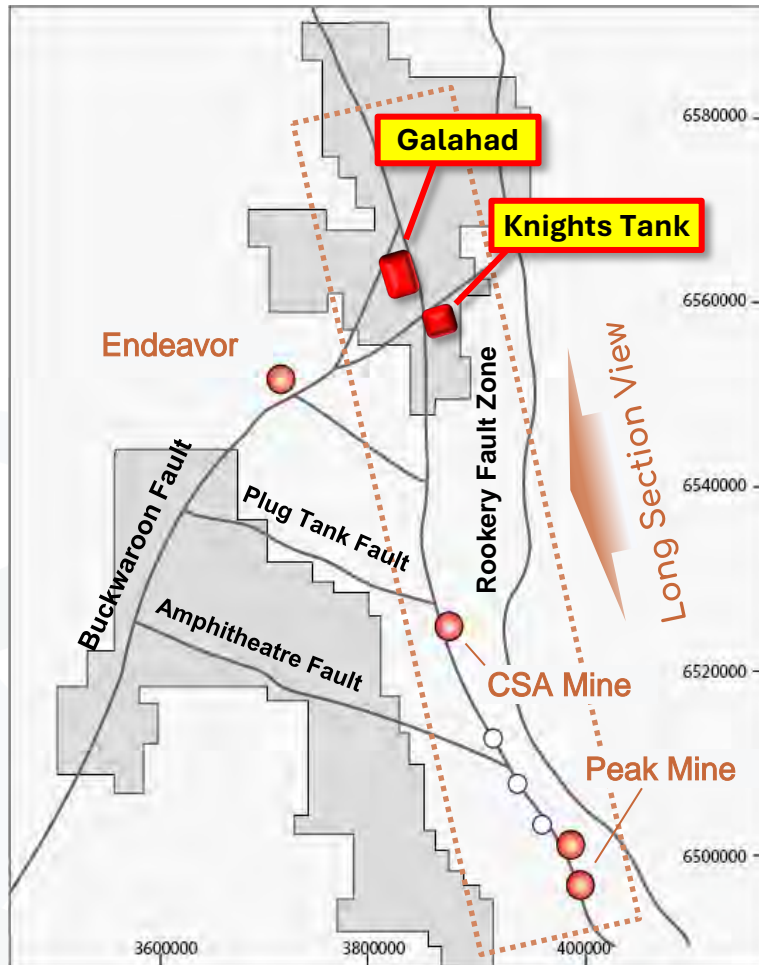 6580000
Galahad
Knights Tank
6560000
Endeavor
Rookery Fault Zone
Long Section View
6540000
Buckwaroon Fault
Plug Tank Fault
Amphitheatre Fault
6520000
CSA Mine
Peak Mine
6500000
3600000
3800000
400000